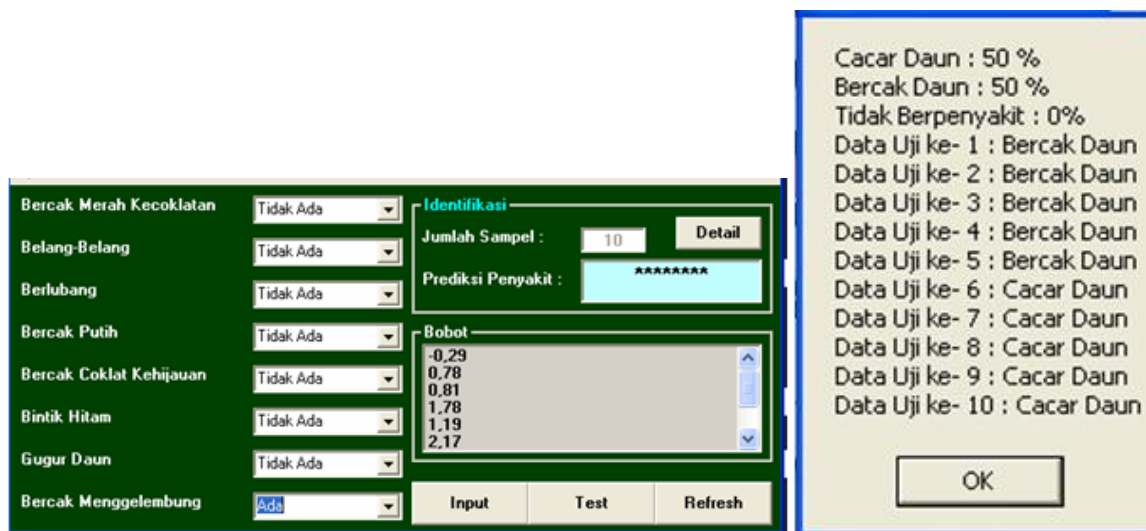 Bercak Merah Kecoklatan Tidak Ada
Belang-Belang Tidak Ada
Berlubang Tidak Ada
Bercak Putih Tidak Ada
Bercak Coklat Kehijauan Tidak Ada
Bintik Hitam Tidak Ada
Gugur Daun Tidak Ada
Bercak Menggelembung Ada
Identifikasi
Jumlah Sampel : 10 Detail
Prediksi Penyakit : ********
Bobot
-0,29
0,78
0,81
1,78
1,19
2,17
Input Test Refresh
Cacar Daun : 50 %
Bercak Daun : 50 %
Tidak Berpenyakit : 0%
Data Uji ke- 1 : Bercak Daun
Data Uji ke- 2 : Bercak Daun
Data Uji ke- 3 : Bercak Daun
Data Uji ke- 4 : Bercak Daun
Data Uji ke- 5 : Bercak Daun
Data Uji ke- 6 : Cacar Daun
Data Uji ke- 7 : Cacar Daun
Data Uji ke- 8 : Cacar Daun
Data Uji ke- 9 : Cacar Daun
Data Uji ke- 10 : Cacar Daun
OK